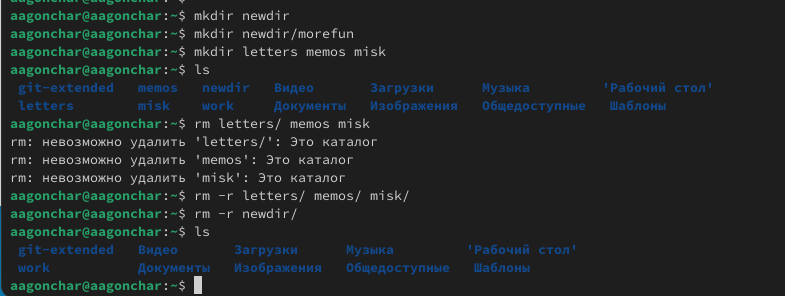 aagonchar@aagonchar:~$ mkdir newdir
aagonchar@aagonchar:~$ mkdir newdir/morefun
aagonchar@aagonchar:~$ mkdir letters memos misk
aagonchar@aagonchar:~$ ls
git-extended memos newdir Видео Загрузки Музыка 'Рабочий стол'
letters misk work Документы Изображения Общедоступные Шаблоны
aagonchar@aagonchar:~$ rm letters/ memos misk
rm: невозможно удалить 'letters/': Это каталог
rm: невозможно удалить 'memos': Это каталог
rm: невозможно удалить 'misk': Это каталог
aagonchar@aagonchar:~$ rm -r letters/ memos/ misk/
aagonchar@aagonchar:~$ rm -r newdir/
aagonchar@aagonchar:~$ ls
git-extended Видео Загрузки Музыка 'Рабочий стол'
work Документы Изображения Общедоступные Шаблоны
aagonchar@aagonchar:~$